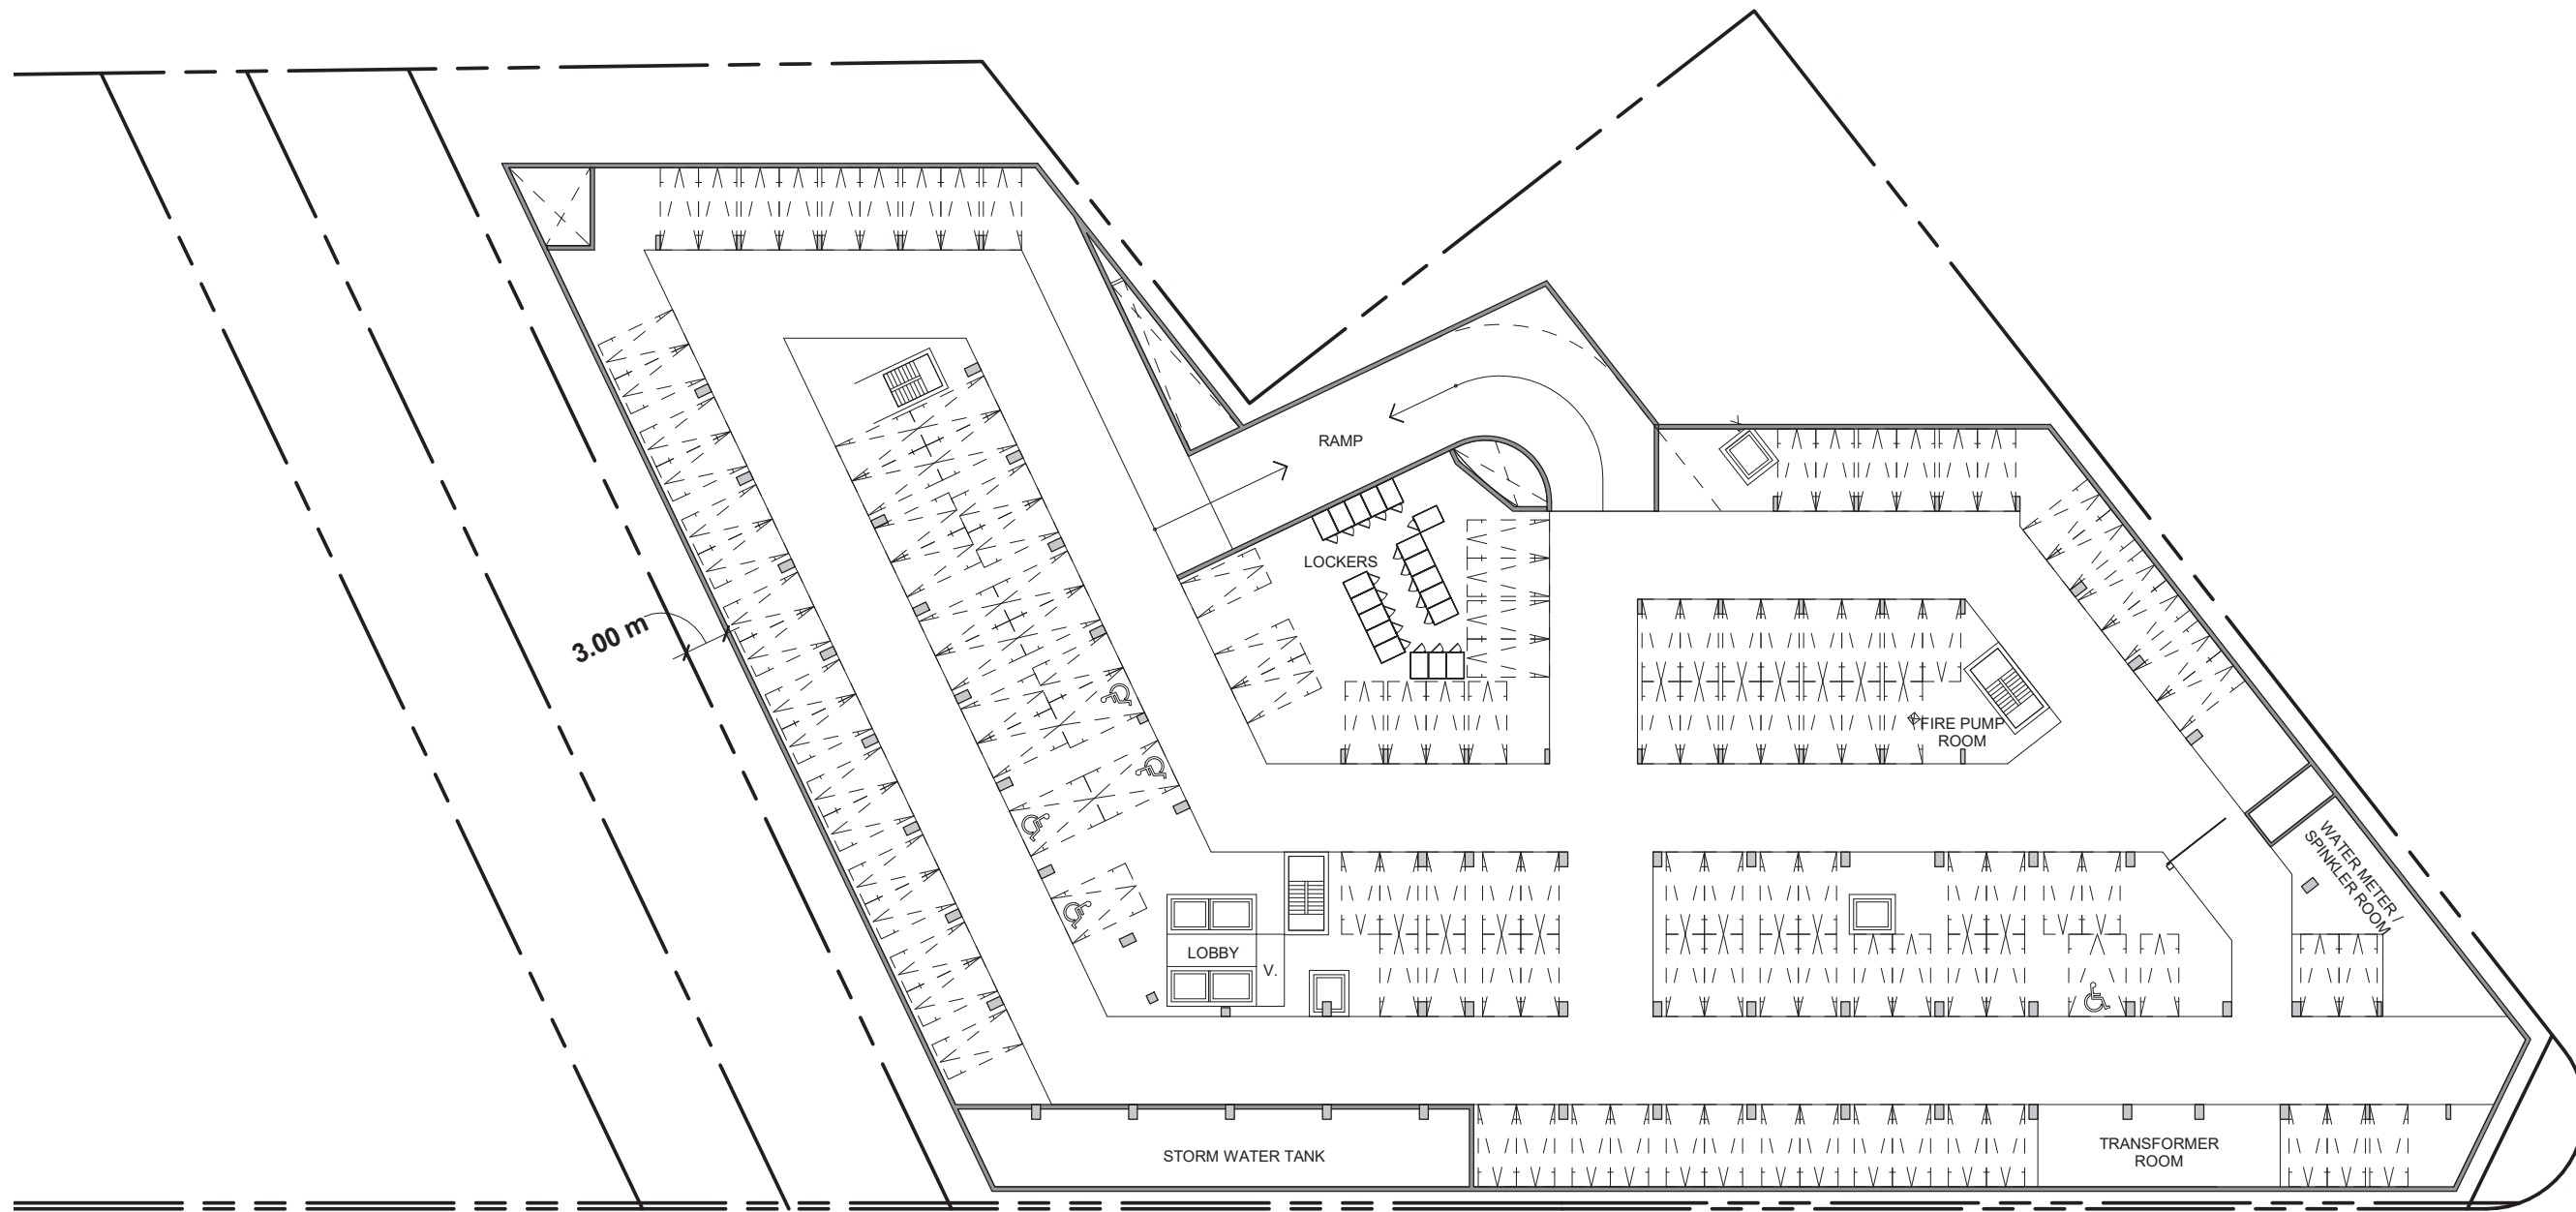 RAMP
LOCKERS
3.00 m
FIRE PUMP
ROOM
WATER METER /
SPINKLER ROOM
LOBBY
V.
STORM WATER TANK
TRANSFORMER
ROOM